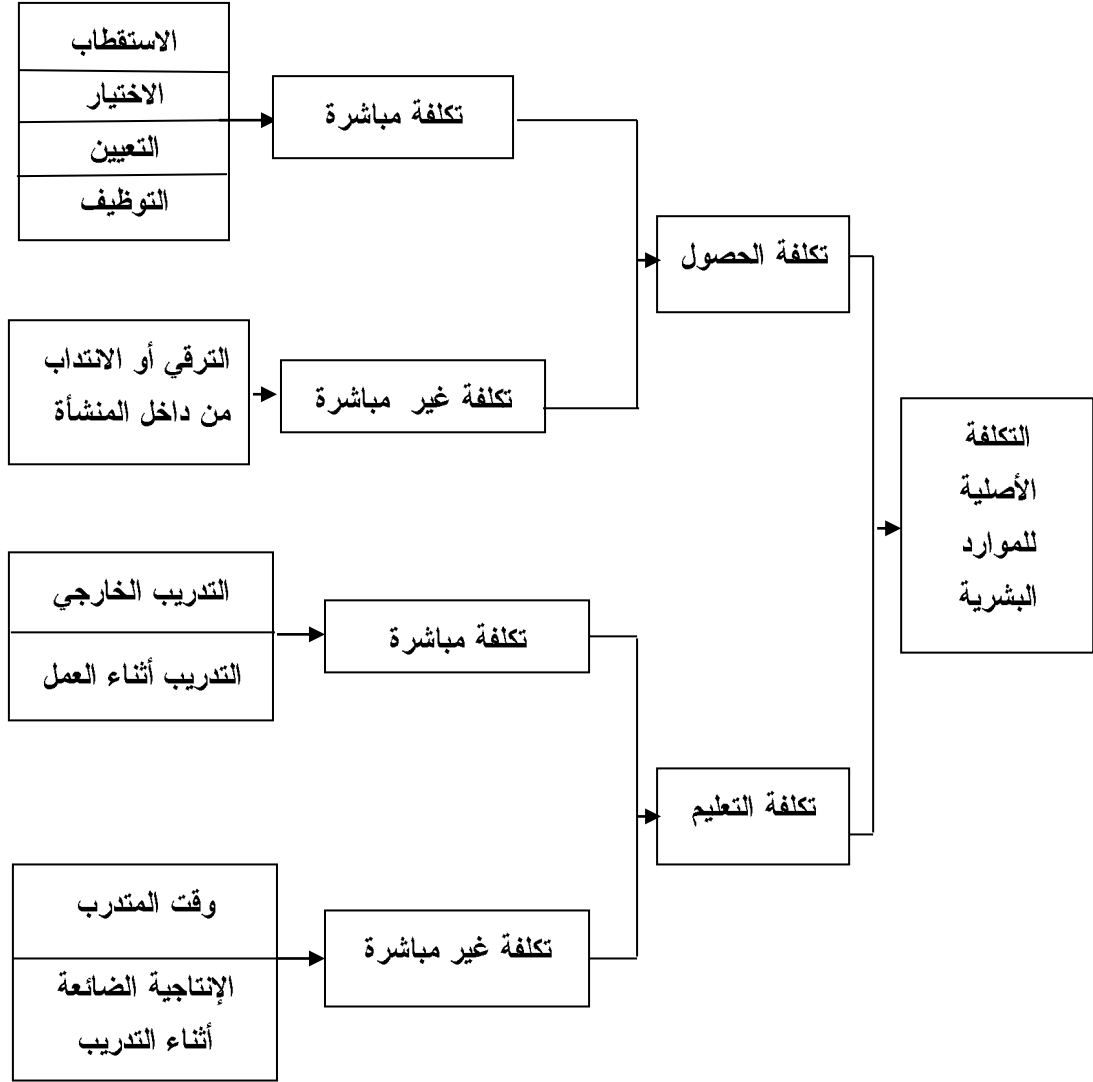 الاستقطاب
الاختيار
التعيين
التوظيف
تكلفة مباشرة
تكلفة الحصول
الترقي أو الانتداب
من داخل المنشأة
تكلفة غير مباشرة
التكلفة
الأصلية
للموارد
البشرية
التدريب الخارجي
التدريب أثناء العمل
تكلفة مباشرة
تكلفة التعليم
وقت المتدرب
الإنتاجية الضائعة
أثناء التدريب
تكلفة غير مباشرة